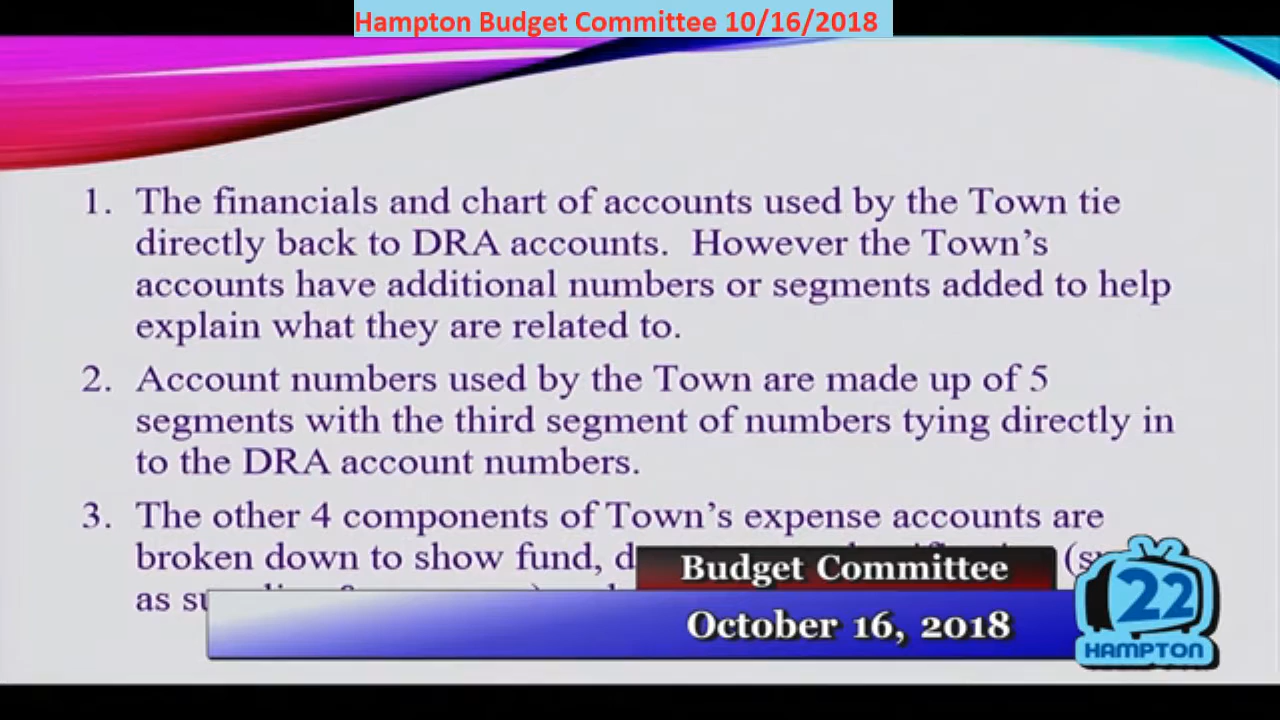 Hampton Budget Committee 10/16/2018
1. The financials and chart of accounts used by the Town tie
directly back to DRA accounts. However the Town's
accounts have additional numbers or segments added to help
explain what they are related to.
2. Account numbers used by the Town are made up of 5
segments with the third segment of numbers tying directly in
to the DRA account numbers.
3. The other 4 components of Town's expense accounts are
broken down to show fund,
as
Budget Committee
October 16, 2018
22
HAMPTON